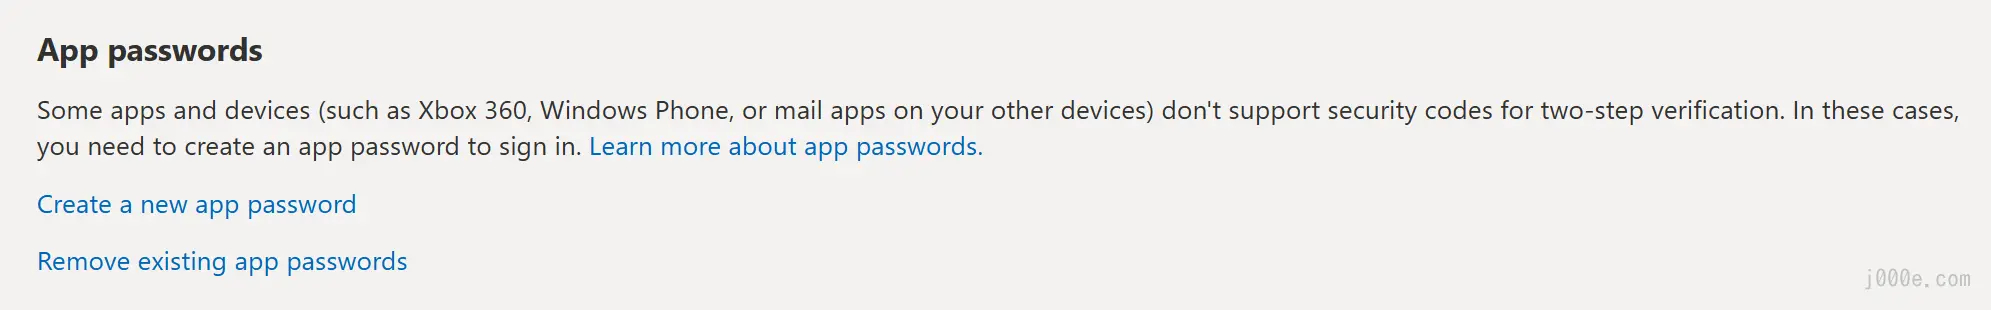 App passwords
Some apps and devices (such as Xbox 360, Windows Phone, or mail apps on your other devices) don't support security codes for two-step verification. In these cases,
you need to create an app password to sign in. Learn more about app passwords.
Create a new app password
Remove existing app passwords
j000e.com